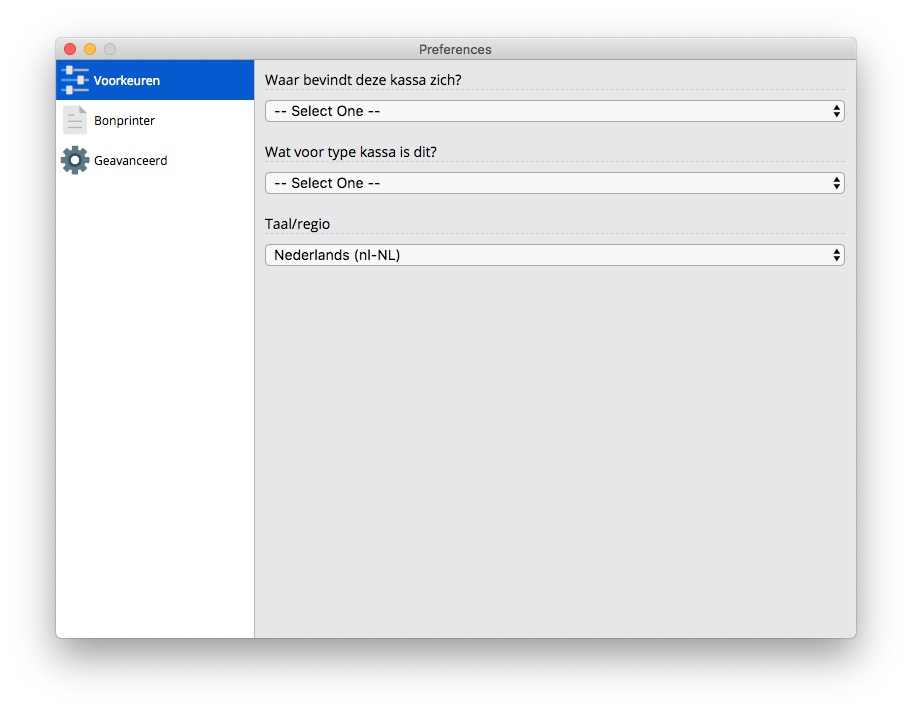 Preferences
Voorkeuren
Bonprinter
Geavanceerd
Waar bevindt deze kassa zich?
-- Select One --
Wat voor type kassa is dit?
-- Select One --
Taal/regio
Nederlands (nl-NL)